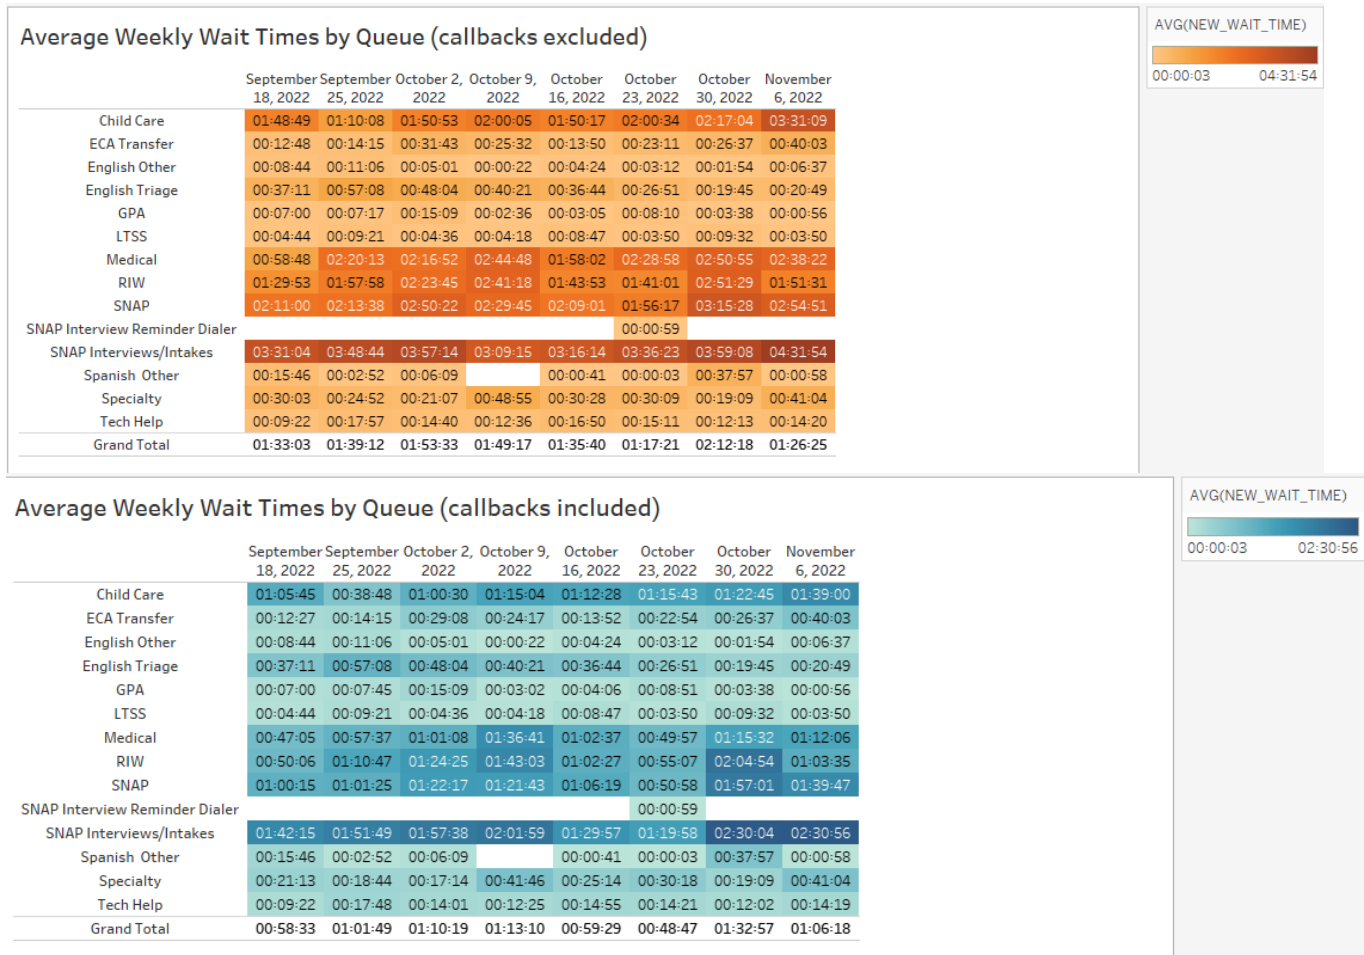 Average Weekly Wait Times by Queue (callbacks excluded)
September 18, 2022 September 25, 2022 October 2, 2022 October 9, 2022 October 16, 2022 October 23, 2022 October 30, 2022 November 6, 2022
Child Care 01:48:49 01:10:08 01:50:53 02:00:05 01:50:17 02:00:34 02:17:04 03:31:09
ECA Transfer 00:12:48 00:14:15 00:31:43 00:25:32 00:13:50 00:23:11 00:26:37 00:40:03
English Other 00:08:44 00:11:06 00:05:01 00:00:22 00:04:24 00:03:12 00:01:54 00:06:37
English Triage 00:37:11 00:57:08 00:48:04 00:40:21 00:36:44 00:26:51 00:19:45 00:20:49
GPA 00:07:00 00:07:17 00:15:09 00:02:36 00:03:05 00:08:10 00:03:38 00:00:56
LTSS 00:04:44 00:09:21 00:04:36 00:04:18 00:08:47 00:03:50 00:09:32 00:03:50
Medical 00:58:48 02:20:13 02:16:52 02:44:48 01:58:02 02:28:58 02:50:55 02:38:22
RIW 01:29:53 01:57:58 02:23:45 02:41:18 01:43:53 01:41:01 02:51:29 01:51:31
SNAP 02:11:00 02:13:38 02:50:22 02:29:45 02:09:01 01:56:17 03:15:28 02:54:51
SNAP Interview Reminder Dialer 00:00:59
SNAP Interviews/Intakes 03:31:04 03:48:44 03:57:14 03:09:15 03:16:14 03:36:23 03:59:08 04:31:54
Spanish Other 00:15:46 00:02:52 00:06:09 00:00:41 00:00:03 00:37:57 00:00:58
Specialty 00:30:03 00:24:52 00:21:07 00:48:55 00:30:28 00:30:09 00:19:09 00:41:04
Tech Help 00:09:22 00:17:57 00:14:40 00:12:36 00:16:50 00:15:11 00:12:13 00:14:20
Grand Total 01:33:03 01:39:12 01:53:33 01:49:17 01:35:40 01:17:21 02:12:18 01:26:25
AVG(NEW_WAIT_TIME)
00:00:03 04:31:54
Average Weekly Wait Times by Queue (callbacks included)
September 18, 2022 September 25, 2022 October 2, 2022 October 9, 2022 October 16, 2022 October 23, 2022 October 30, 2022 November 6, 2022
Child Care 01:05:45 00:38:48 01:00:30 01:15:04 01:12:28 01:15:43 01:22:45 01:39:00
ECA Transfer 00:12:27 00:14:15 00:29:08 00:24:17 00:13:52 00:22:54 00:26:37 00:40:03
English Other 00:08:44 00:11:06 00:05:01 00:00:22 00:04:24 00:03:12 00:01:54 00:06:37
English Triage 00:37:11 00:57:08 00:48:04 00:40:21 00:36:44 00:26:51 00:19:45 00:20:49
GPA 00:07:00 00:07:45 00:15:09 00:03:02 00:04:06 00:08:51 00:03:38 00:00:56
LTSS 00:04:44 00:09:21 00:04:36 00:04:18 00:08:47 00:03:50 00:09:32 00:03:50
Medical 00:47:05 00:57:37 01:01:08 01:36:41 01:02:37 00:49:57 01:15:32 01:12:06
RIW 00:50:06 01:10:47 01:24:25 01:43:03 01:02:27 00:55:07 02:04:54 01:03:35
SNAP 01:00:15 01:01:25 01:22:17 01:21:43 01:06:19 00:50:58 01:57:01 01:39:47
SNAP Interview Reminder Dialer 00:00:59
SNAP Interviews/Intakes 01:42:15 01:51:49 01:57:38 02:01:59 01:29:57 01:19:58 02:30:04 02:30:56
Spanish Other 00:15:46 00:02:52 00:06:09 00:00:41 00:00:03 00:37:57 00:00:58
Specialty 00:21:13 00:18:44 00:17:14 00:41:46 00:25:14 00:30:18 00:19:09 00:41:04
Tech Help 00:09:22 00:17:48 00:14:01 00:12:25 00:14:55 00:14:21 00:12:02 00:14:19
Grand Total 00:58:33 01:01:49 01:10:19 01:13:10 00:59:29 00:48:47 01:32:57 01:06:18
AVG(NEW_WAIT_TIME)
00:00:03 02:30:56